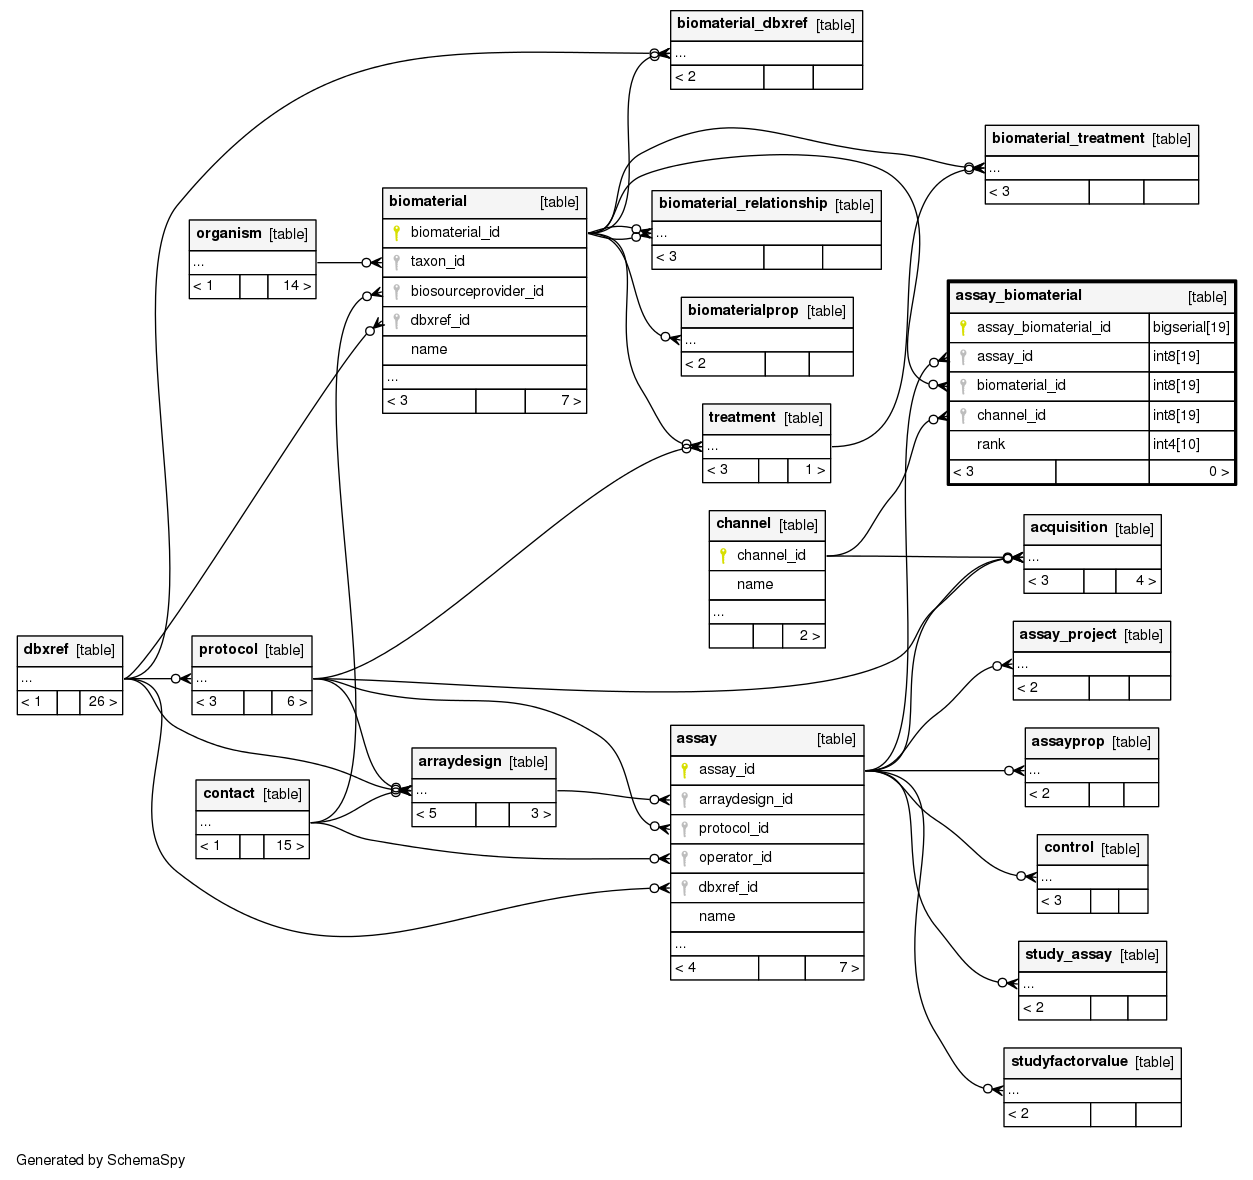 biomaterial_dbxref [table]
...
< 2
biomaterial_treatment [table]
...
< 3
biomaterial [table]
biomaterial_id
taxon_id
biosourceprovider_id
dbxref_id
name
...
< 3 7 >
biomaterial_relationship [table]
...
< 3
organism [table]
...
< 1 14 >
assay_biomaterial [table]
assay_biomaterial_id bigserial[19]
assay_id int8[19]
biomaterial_id int8[19]
channel_id int8[19]
rank int4[10]
< 3 0 >
biomaterialprop [table]
...
< 2
treatment [table]
...
< 3 1 >
channel [table]
channel_id
name
...
2 >
acquisition [table]
...
< 3 4 >
dbxref [table]
...
< 1 26 >
protocol [table]
...
< 3 6 >
assay_project [table]
...
< 2
assay [table]
assay_id
arraydesign_id
protocol_id
operator_id
dbxref_id
name
...
< 4 7 >
arraydesign [table]
...
< 5 3 >
contact [table]
...
< 1 15 >
assayprop [table]
...
< 2
control [table]
...
< 3
study_assay [table]
...
< 2
studyfactorvalue [table]
...
< 2
Generated by SchemaSpy